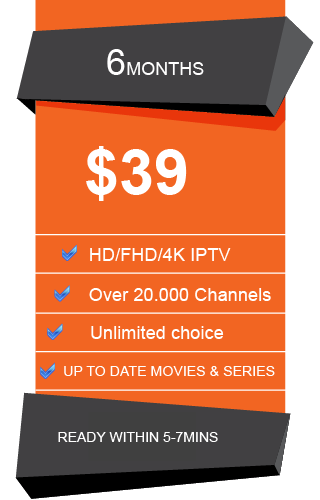 6MONTHS
$39
HD/FHD/4K IPTV
Over 20.000 Channels
Unlimited choice
UP TO DATE MOVIES & SERIES
READY WITHIN 5-7MINS